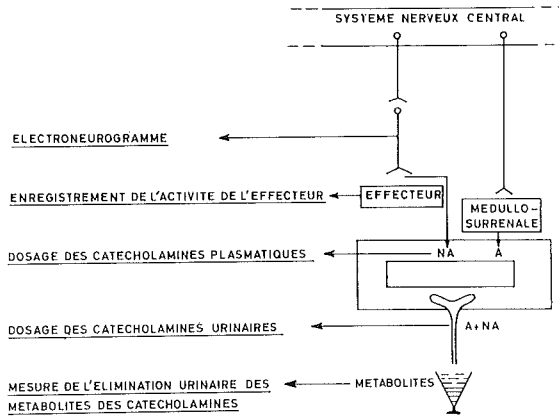 SYSTEME NERVEUX CENTRAL
ELECTRONEUROGRAMME
ENREGISTREMENT DE L'ACTIVITE DE L'EFFECTEUR
EFFECTEUR
MEDULLO-
SURRENALE
DOSAGE DES CATECHOLAMINES PLASMATIQUES
NA
A
DOSAGE DES CATECHOLAMINES URINAIRES
A+NA
MESURE DE L'ELIMINATION URINAIRE DES
METABOLITES DES CATECHOLAMINES
METABOLITES